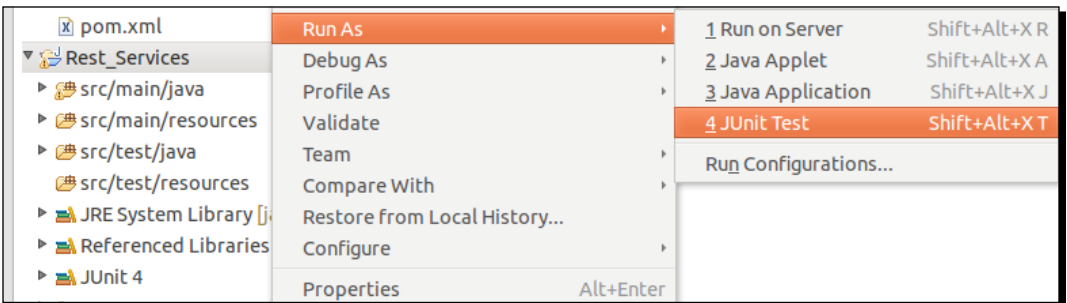 pom.xml
Rest_Services
src/main/java
src/main/resources
src/test/java
src/test/resources
JRE System Library [j
Referenced Libraries
JUnit 4
Run As
Debug As
Profile As
Validate
Team
Compare With
Restore from Local History...
Configure
Properties Alt+Enter
1 Run on Server Shift+Alt+X R
2 Java Applet Shift+Alt+X A
3 Java Application Shift+Alt+X J
4 JUnit Test Shift+Alt+X T
Run Configurations...